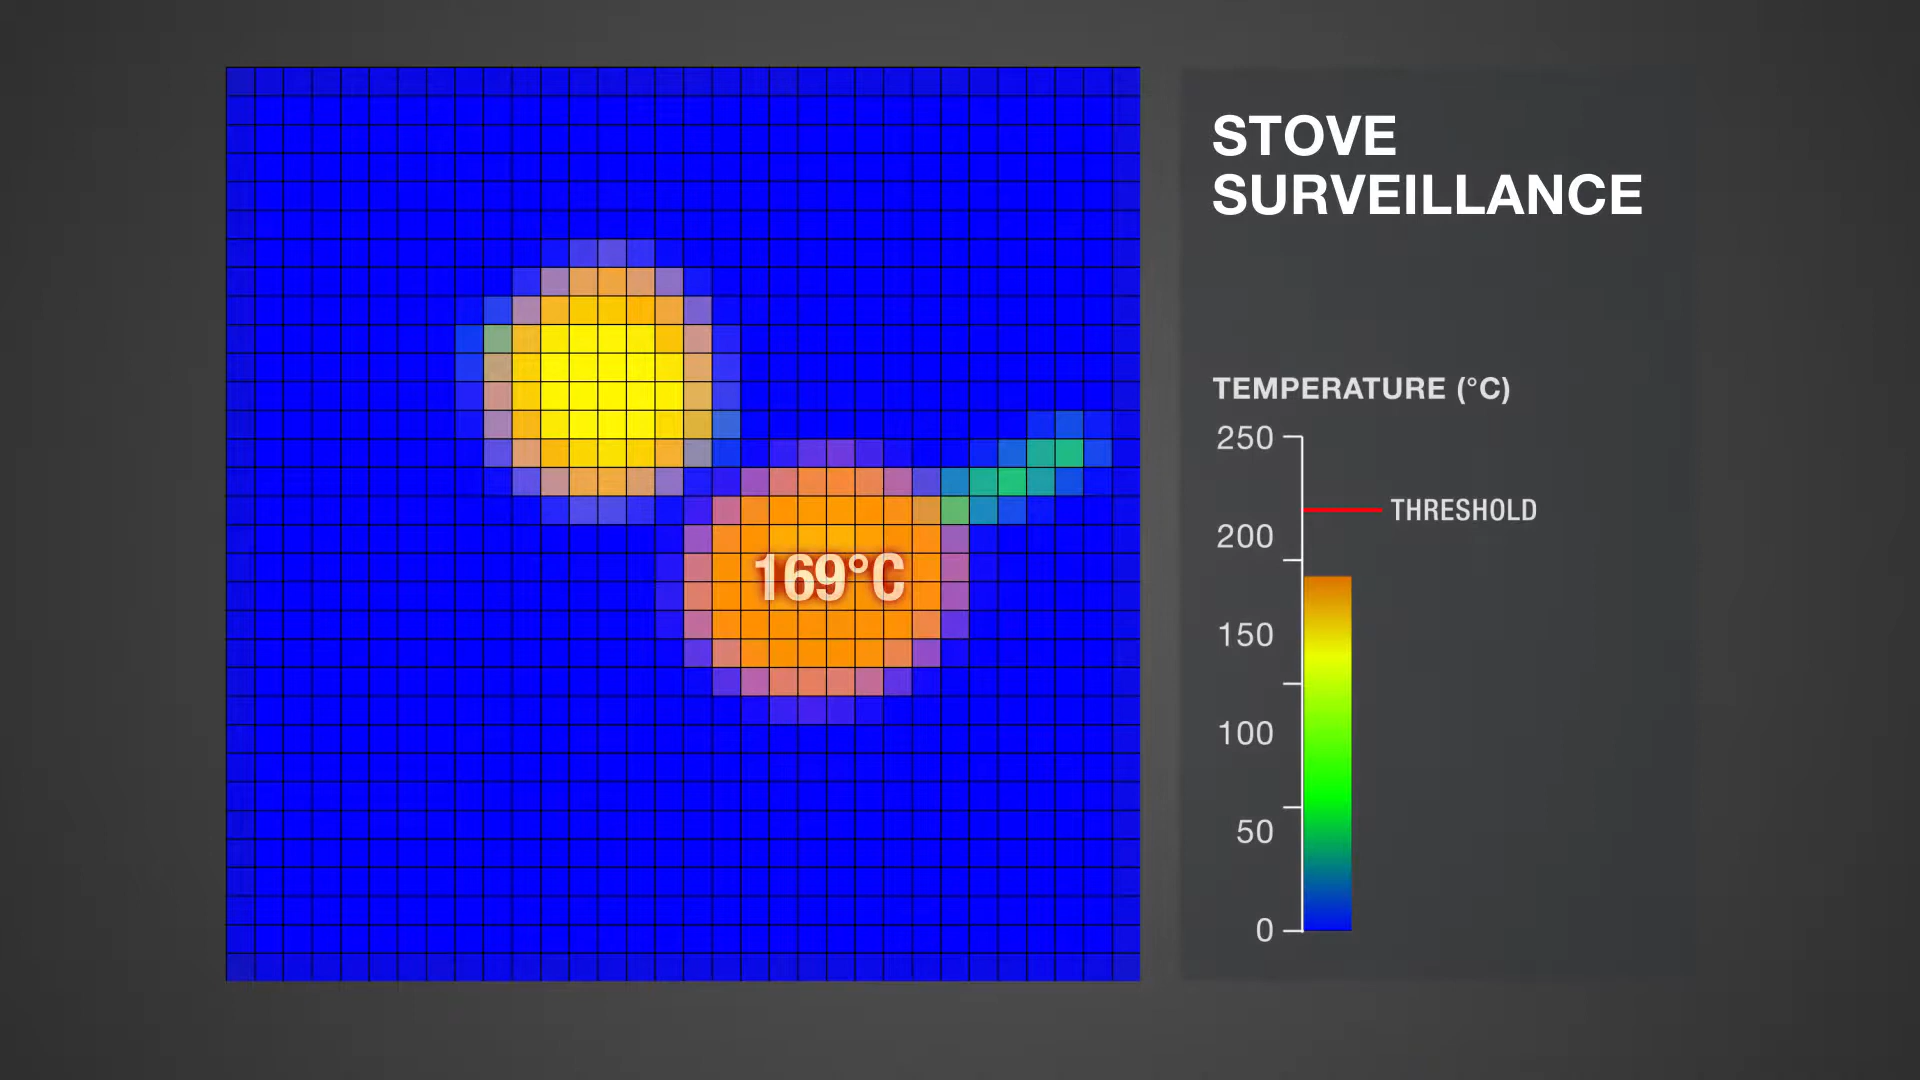 STOVE
SURVEILLANCE
TEMPERATURE (°C)
250
THRESHOLD
200
169°C
150
100
50
0